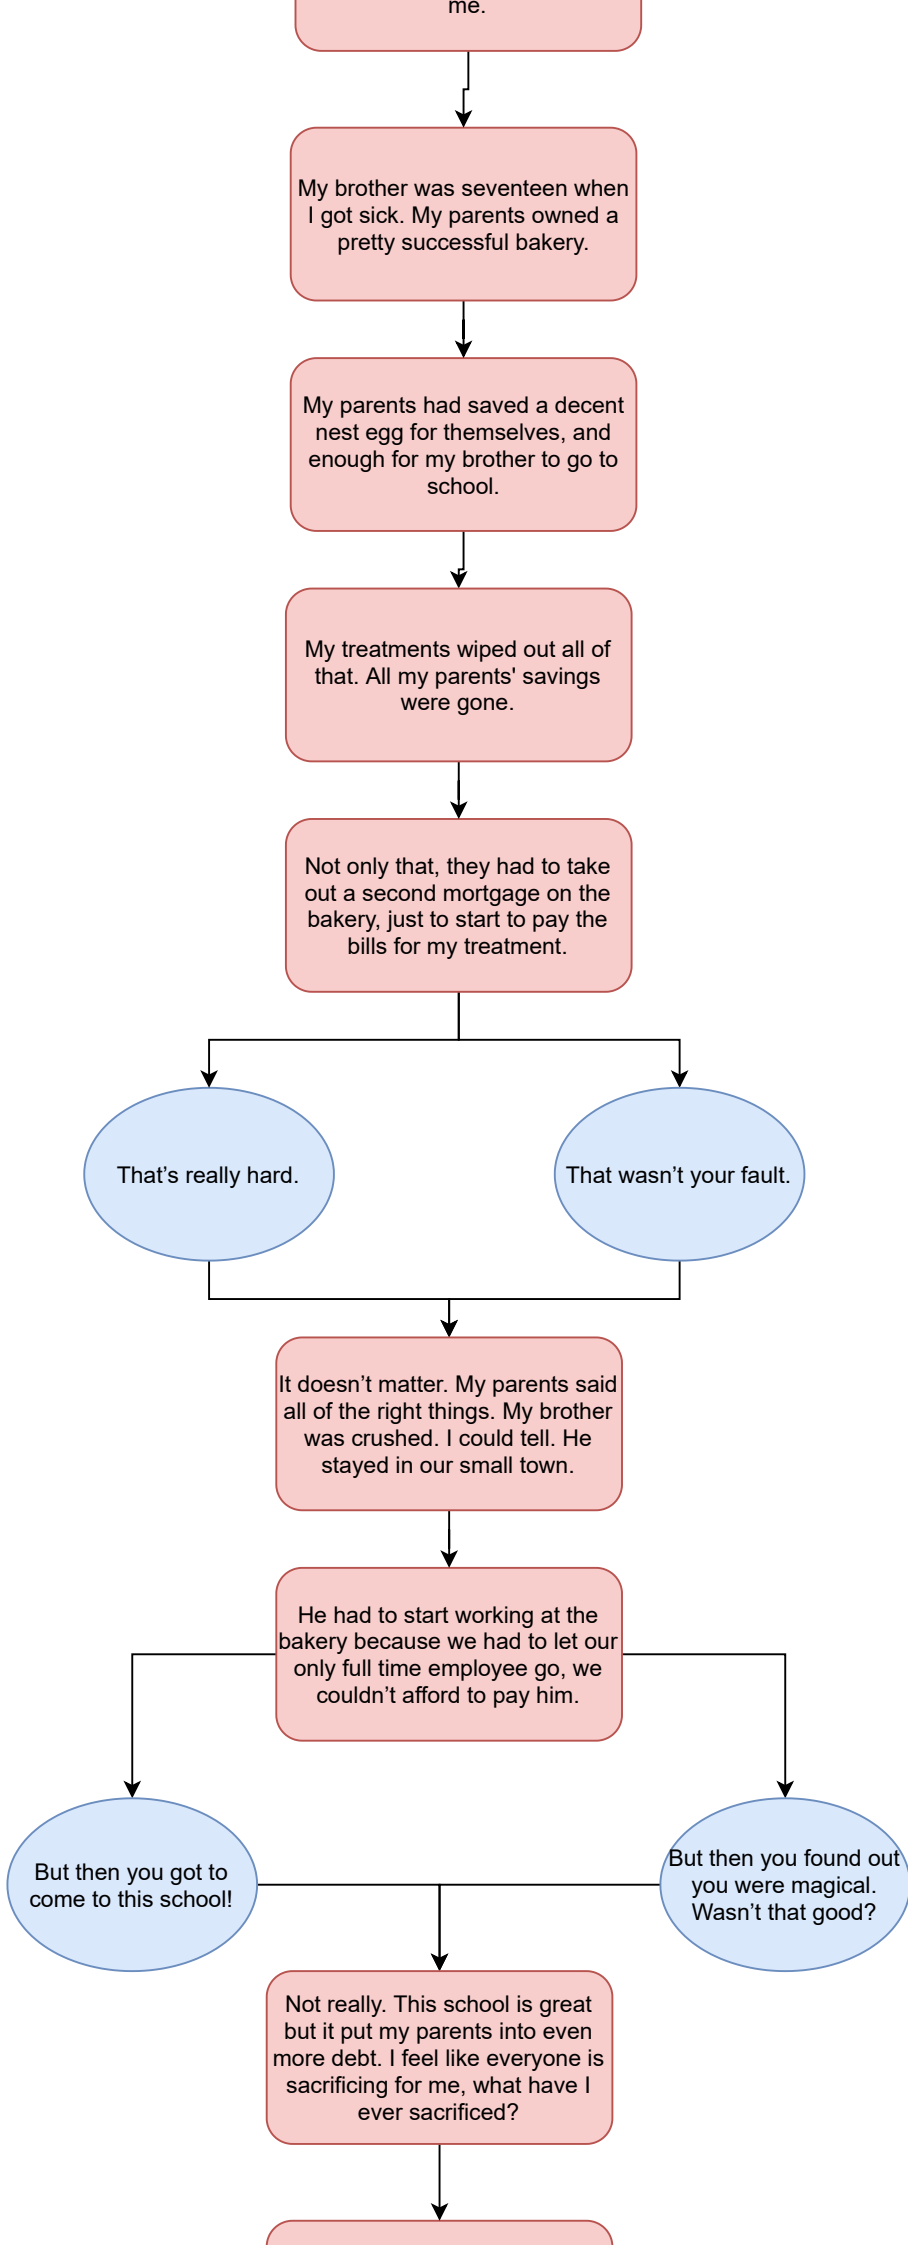 me.
My brother was seventeen when
I got sick. My parents owned a
pretty successful bakery.
My parents had saved a decent
nest egg for themselves, and
enough for my brother to go to
school.
My treatments wiped out all of
that. All my parents' savings
were gone.
Not only that, they had to take
out a second mortgage on the
bakery, just to start to pay the
bills for my treatment.
That’s really hard.
That wasn’t your fault.
It doesn’t matter. My parents said
all of the right things. My brother
was crushed. I could tell. He
stayed in our small town.
He had to start working at the
bakery because we had to let our
only full time employee go, we
couldn’t afford to pay him.
But then you got to
come to this school!
But then you found out
you were magical.
Wasn’t that good?
Not really. This school is great
but it put my parents into even
more debt. I feel like everyone is
sacrificing for me, what have I
ever sacrificed?